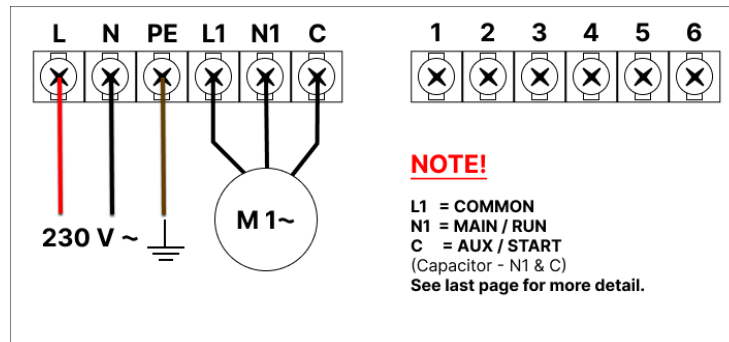 L N PE L1 N1 C
1 2 3 4 5 6
M 1~
230 V ~
NOTE!
L1 = COMMON
N1 = MAIN / RUN
C = AUX / START
(Capacitor - N1 & C)
See last page for more detail.